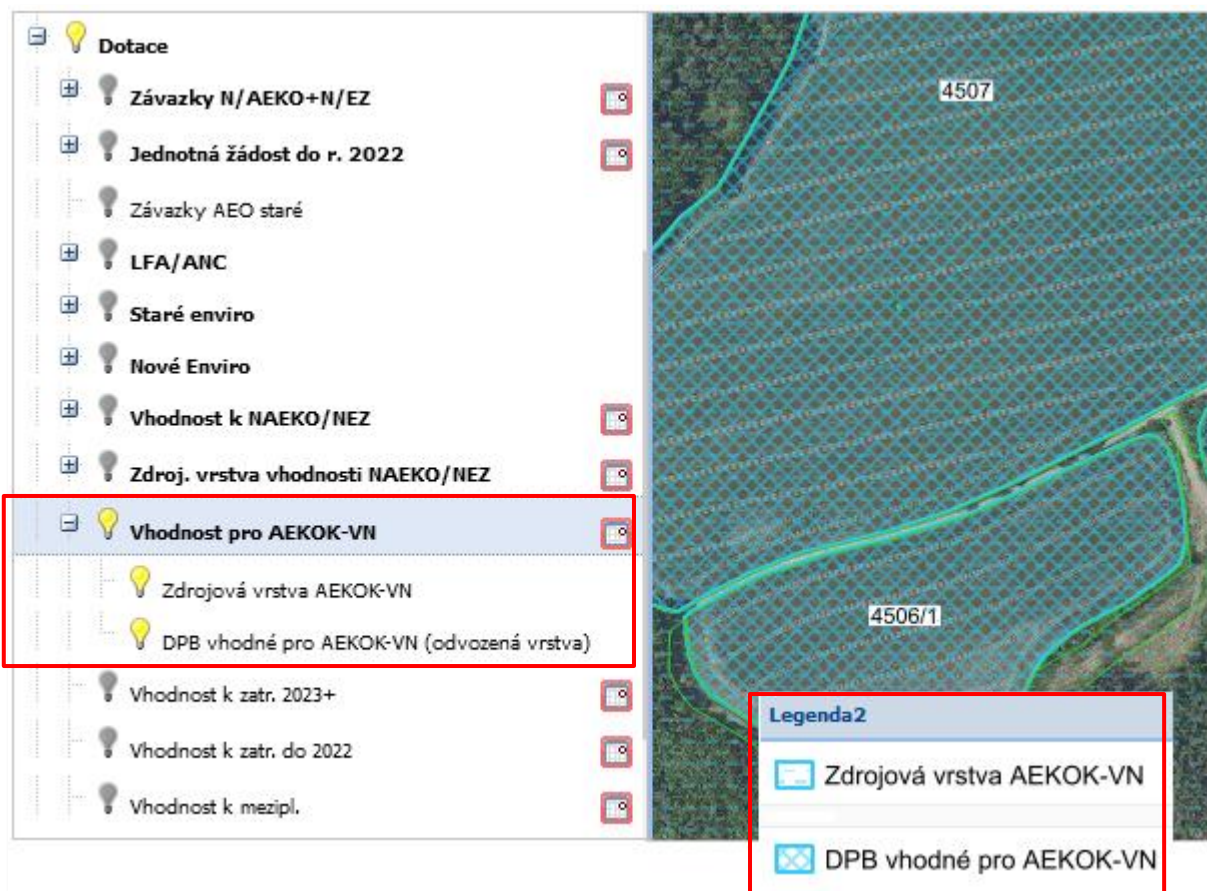 Dotace
Závazky N/AEKO+N/EZ
Jednotná žádost do r. 2022
Závazky AEO staré
LFA/ANC
Staré enviro
Nové Enviro
Vhodnost k NAEKO/NEZ
Zdroj. vrstva vhodnosti NAEKO/NEZ
Vhodnost pro AEKOK-VN
Zdrojová vrstva AEKOK-VN
DPB vhodné pro AEKOK-VN (odvozená vrstva)
Vhodnost k zatr. 2023+
Vhodnost k zatr. do 2022
Vhodnost k mezipl.
4507
4506/1
Legenda2
Zdrojová vrstva AEKOK-VN
DPB vhodné pro AEKOK-VN